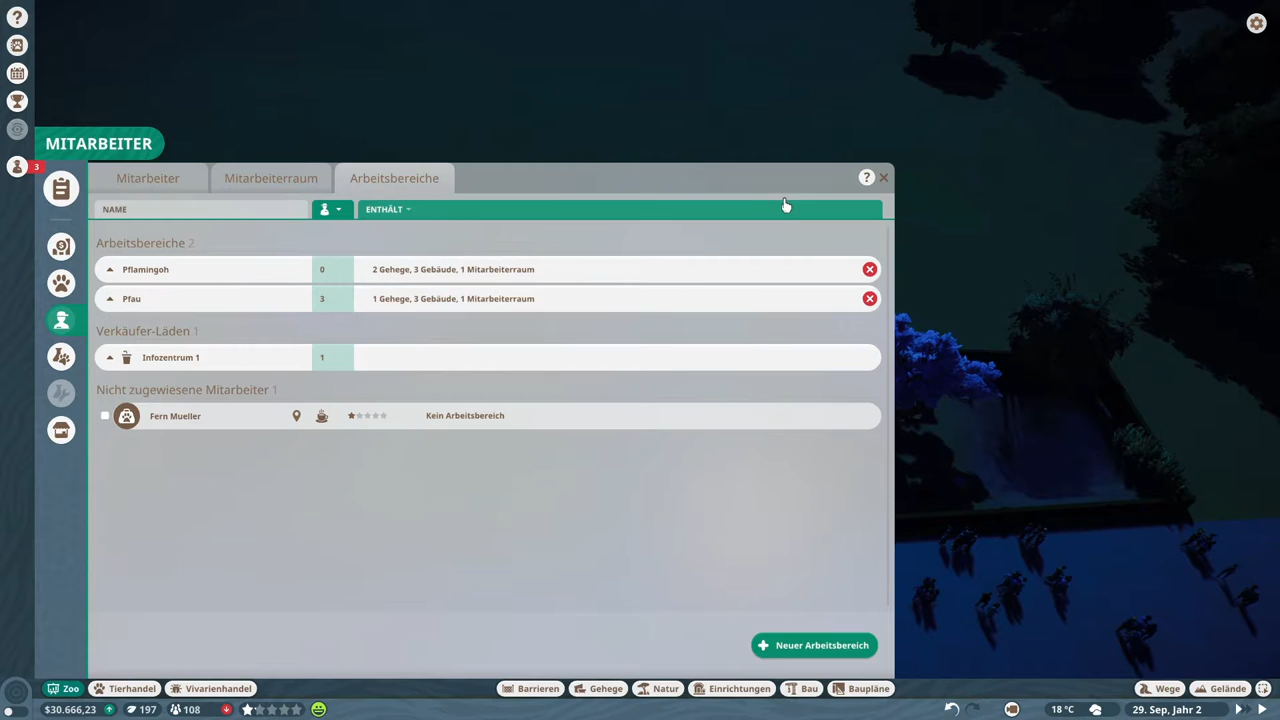 MITARBEITER
3
Mitarbeiter
Mitarbeiterraum
Arbeitsbereiche
?
NAME
ENTHÄLT
Arbeitsbereiche 2
Pflamingoh 0 2 Gehege, 3 Gebäude, 1 Mitarbeiterraum
Pfau 3 1 Gehege, 3 Gebäude, 1 Mitarbeiterraum
Verkäufer-Läden 1
Infozentrum 1 1
Nicht zugewiesene Mitarbeiter 1
Fern Mueller Kein Arbeitsbereich
Neuer Arbeitsbereich
Zoo Tierhandel Vivarienhandel Barrieren Gehege Natur Einrichtungen Bau Baupläne Wege Gelände
$30.666,23 197 108 18 °C 29. Sep, Jahr 2